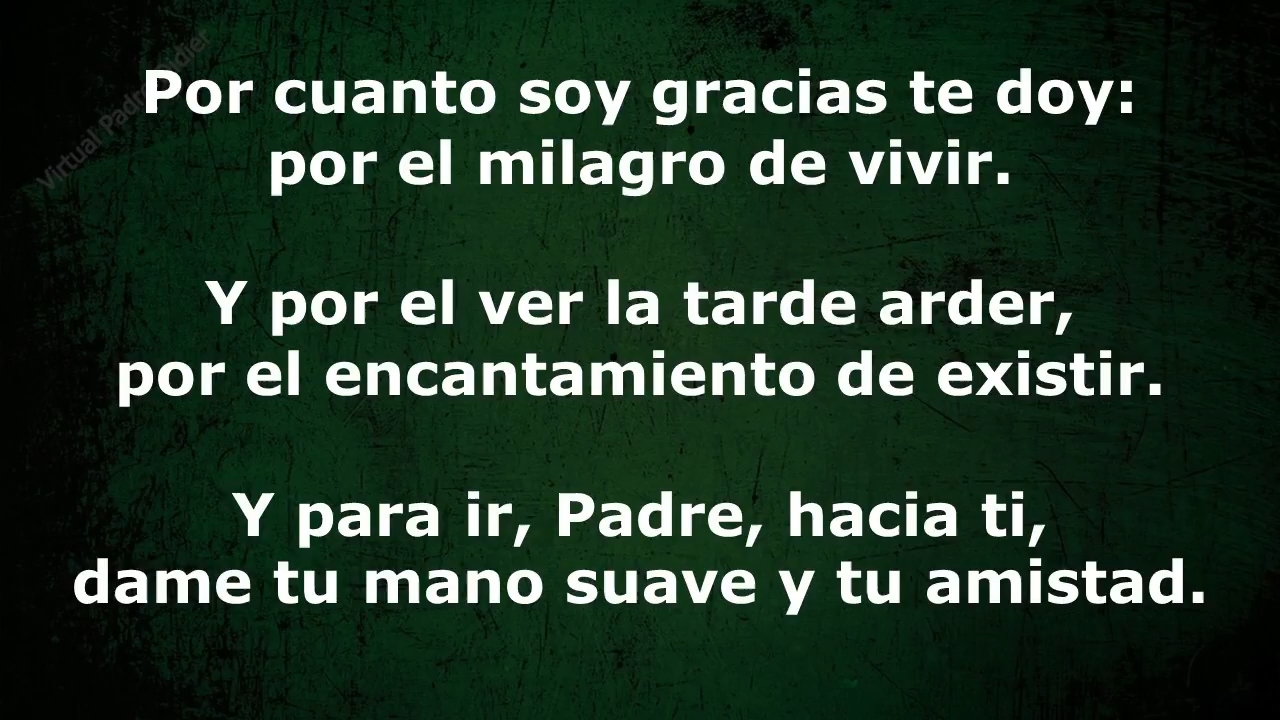 Por cuanto soy gracias te doy:
por el milagro de vivir.
Y por el ver la tarde arder,
por el encantamiento de existir.
Y para ir, Padre, hacia ti,
dame tu mano suave y tu amistad.